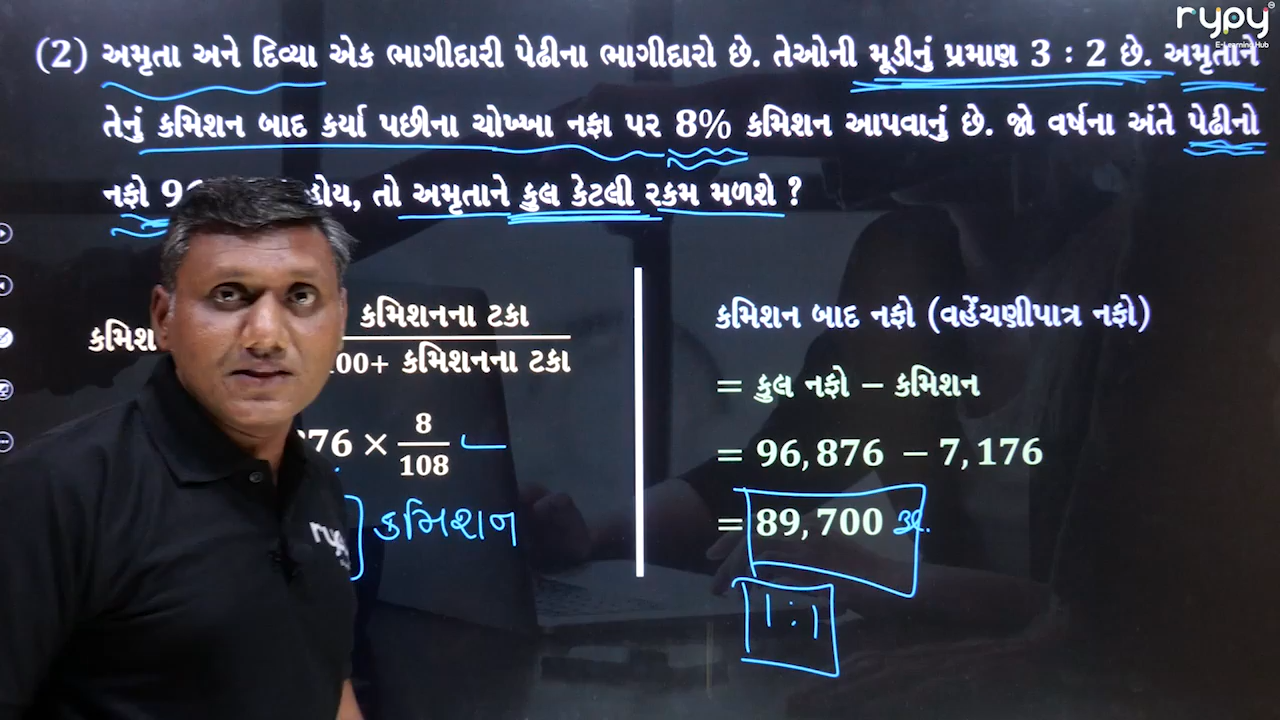 rypy
E-Learning Hub
(2) અમૃતા અને દિવ્યા એક ભાગીદારી પેઢીના ભાગીદારો છે. તેઓની મૂડીનું પ્રમાણ 3 : 2 છે. અમૃતાને
તેનું કમિશન બાદ કર્યા પછીના ચોખ્ખા નફા પર 8% કમિશન આપવાનું છે. જો વર્ષના અંતે પેઢીનો
નફો હોય, તો અમૃતાને કુલ કેટલી રકમ મળશે ?
કમિશનના ટકા
100+ કમિશનના ટકા
876 × 8/108
કમિશન
કમિશન બાદ નફો (વહેંચણીપાત્ર નફો)
= કુલ નફો − કમિશન
= 96,876 − 7,176
= 89,700 રૂ.
1 : 1
rypy